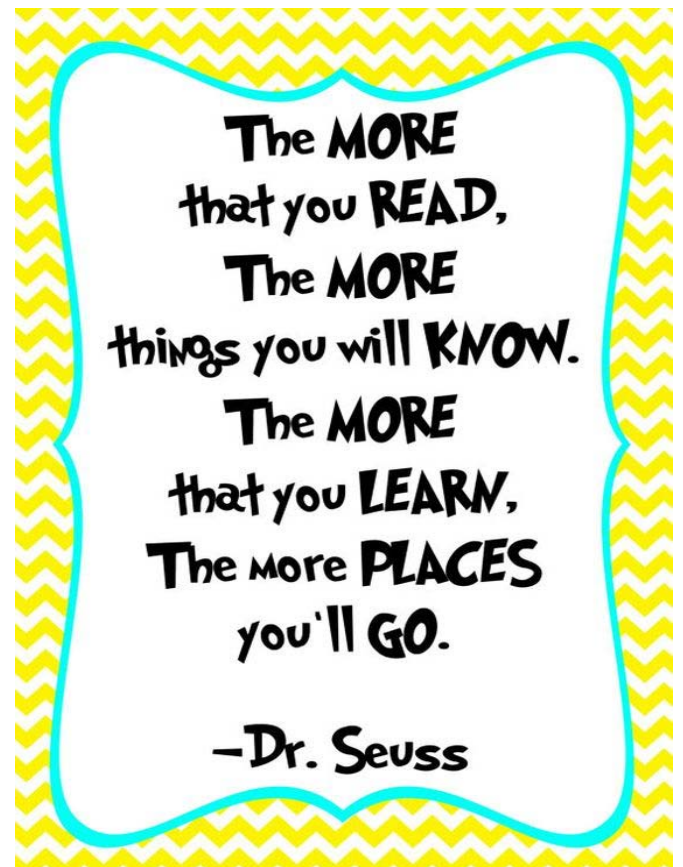 The MORE
that you READ,
The MORE
things you will KNOW.
The MORE
that you LEARN,
The more PLACES
you'll GO.
-Dr. Seuss